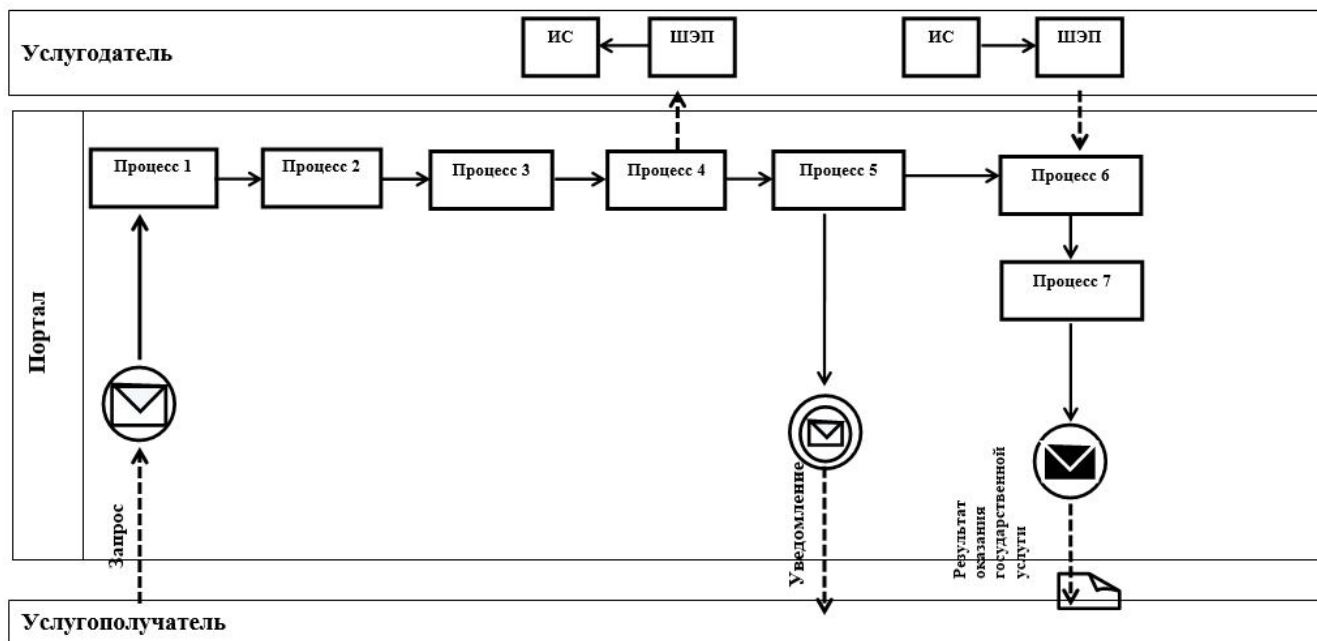 Услугодатель
ИС
ШЭП
ИС
ШЭП
Портал
Процесс 1
Процесс 2
Процесс 3
Процесс 4
Процесс 5
Процесс 6
Процесс 7
Запрос
Уведомление
Результат
оказания
государственной
услуги
Услугополучатель